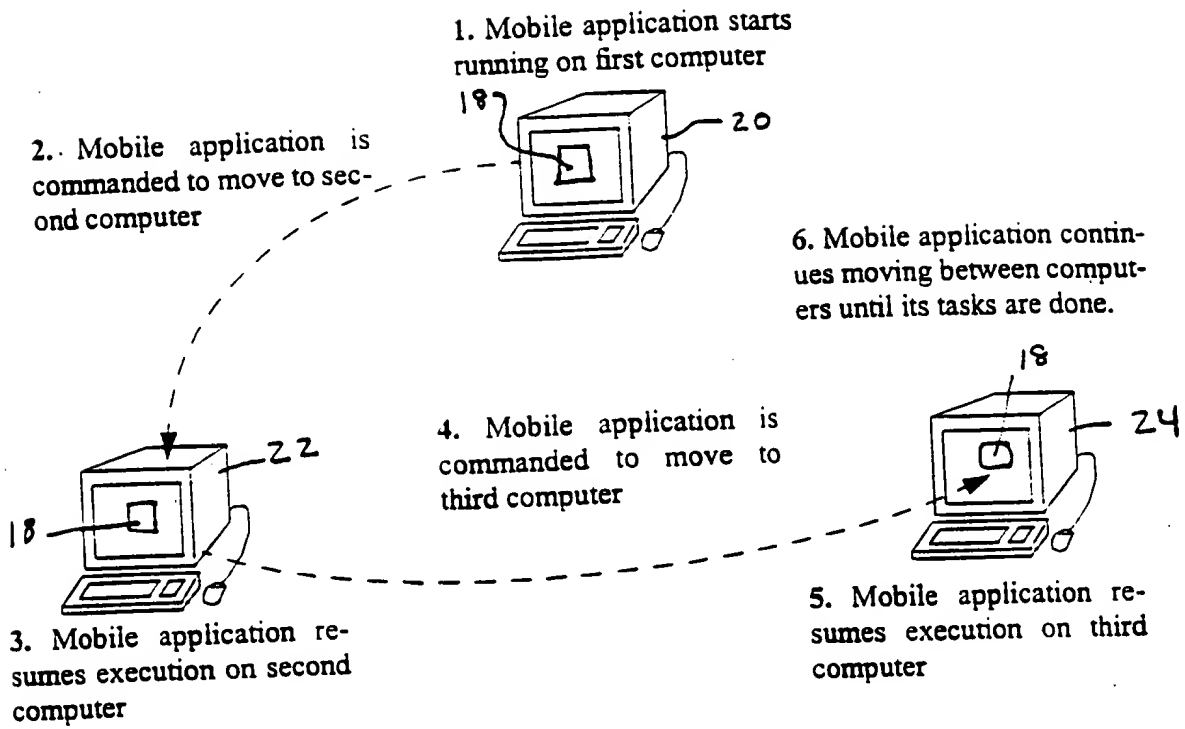 1. Mobile application starts
running on first computer
18
20
2. Mobile application is
commanded to move to sec-
ond computer
6. Mobile application contin-
ues moving between comput-
ers until its tasks are done.
18
24
4. Mobile application is
commanded to move to
third computer
22
18
3. Mobile application re-
sumes execution on second
computer
5. Mobile application re-
sumes execution on third
computer